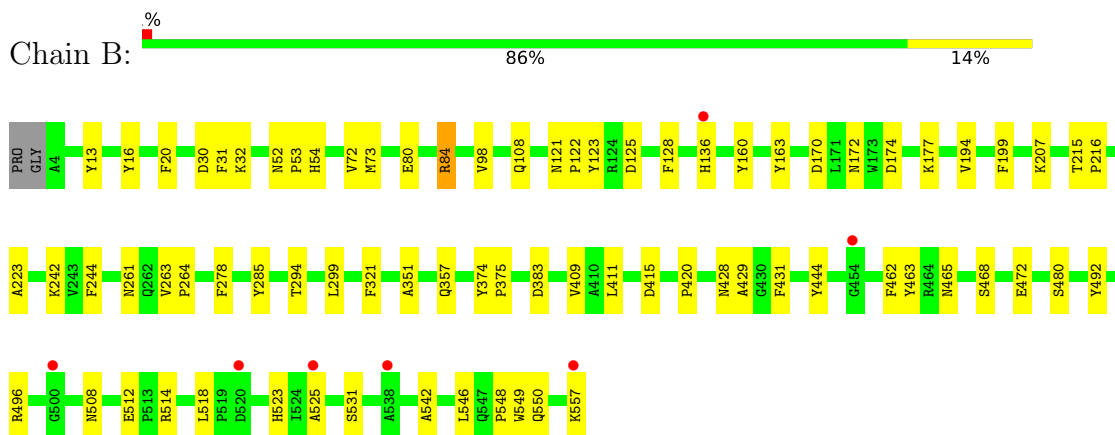 %
Chain B:
86% 14%
PRO GLY A4 Y13 Y16 F20 D30 F31 K32 N52 P53 H54 V72 M73 E80 R84 V98 Q108 N121 P122 Y123 R124 D125 F128 H136 Y160 Y163 D170 L171 N172 W173 D174 K177 V194 F199 K207 T215 P216
A223 K242 V243 F244 N261 Q262 V263 P264 F278 Y285 T294 L299 F321 A351 Q357 Y374 P375 D383 V409 A410 L411 D415 P420 N428 A429 G430 F431 Y444 G454 F462 Y463 R464 N465 S468 E472 S480 Y492
R496 G500 N508 E512 P513 R514 L518 P519 D520 H523 I524 A525 S531 A538 A542 L546 Q547 P548 W549 Q550 K557